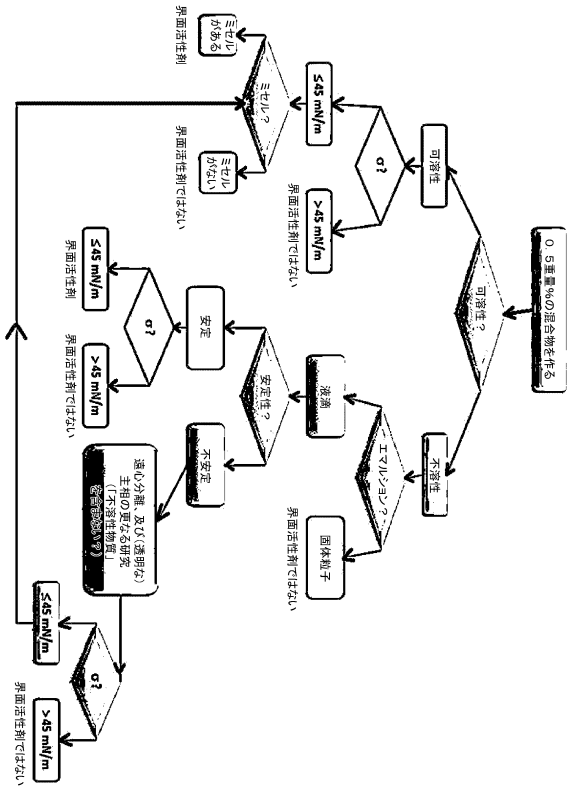 0.5重量%の混合物を作る
可溶性?
可溶性
不溶性
σ?
エマルション?
≤45 mN/m
>45 mN/m
界面活性剤ではない
液滴
固体粒子
界面活性剤ではない
ミセル?
安定性?
ミセル
がある
界面活性剤
ミセル
がない
界面活性剤ではない
安定
不安定
σ?
≤45 mN/m
界面活性剤
>45 mN/m
界面活性剤ではない
遠心分離、及び(透明な)
主相の更なる研究
(「不溶性物質」
を含まない?)
σ?
≤45 mN/m
>45 mN/m
界面活性剤ではない